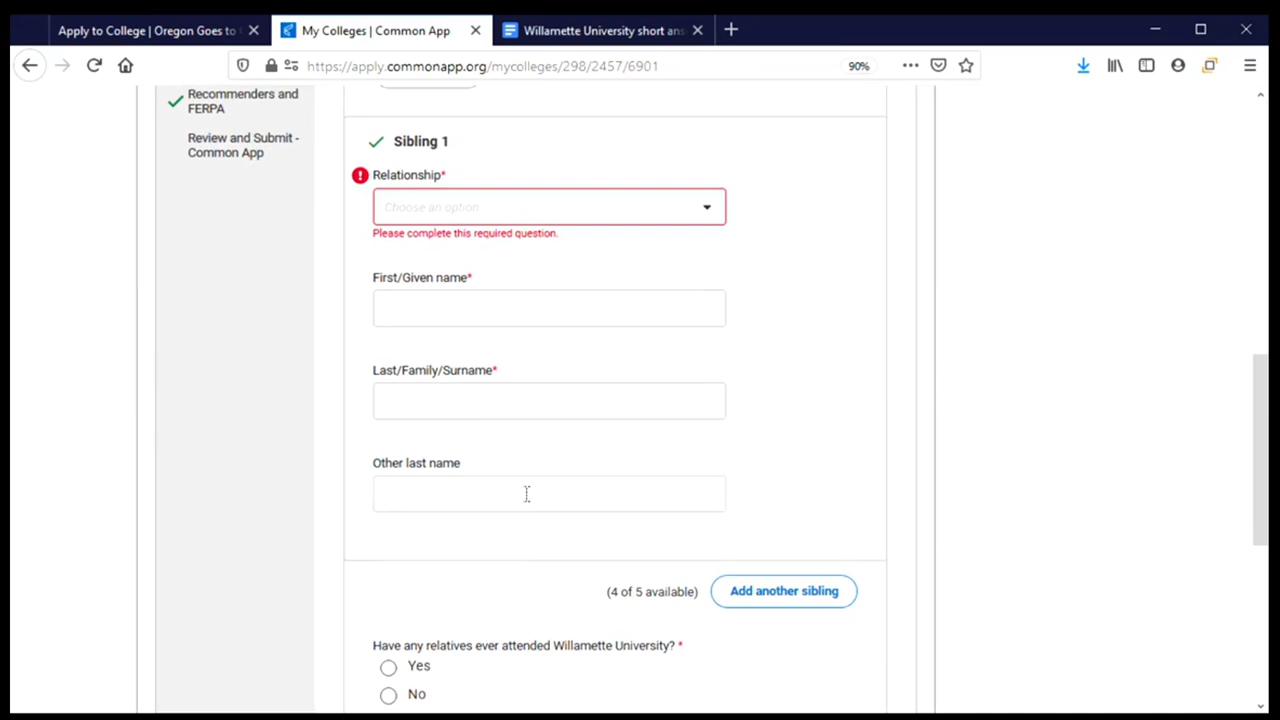 Apply to College | Oregon Goes to
My Colleges | Common App
Willamette University short ans
https://apply.commonapp.org/mycolleges/298/2457/6901
90%
Recommenders and
FERPA
Review and Submit -
Common App
Sibling 1
Relationship*
Choose an option
Please complete this required question.
First/Given name*
Last/Family/Surname*
Other last name
(4 of 5 available)
Add another sibling
Have any relatives ever attended Willamette University? *
Yes
No